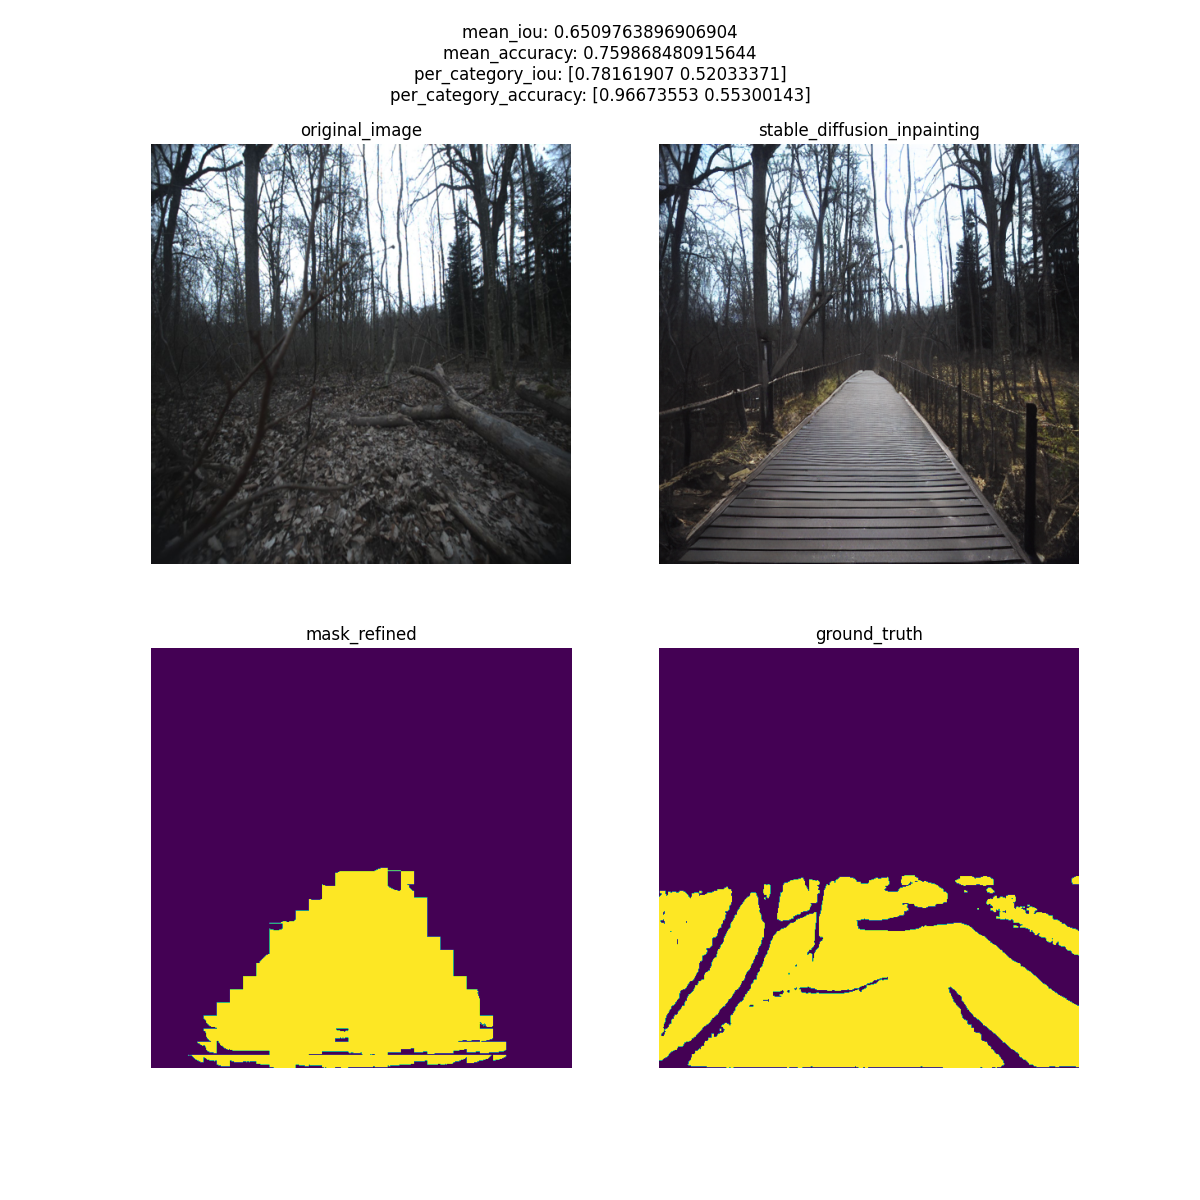 mean_iou: 0.6509763896906904
mean_accuracy: 0.759868480915644
per_category_iou: [0.78161907 0.52033371]
per_category_accuracy: [0.96673553 0.55300143]
original_image
stable_diffusion_inpainting
mask_refined
ground_truth